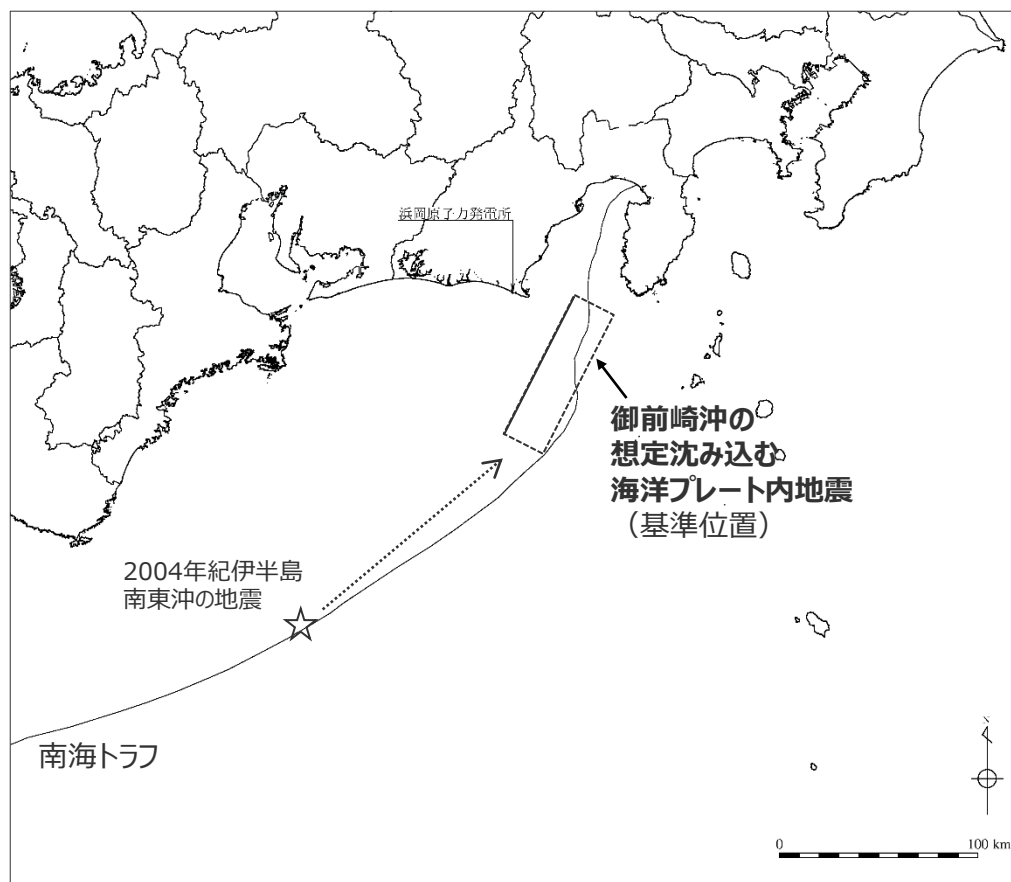 浜岡原子力発電所
御前崎沖の
想定沈み込む
海洋プレート内地震
（基準位置）
2004年紀伊半島
南東沖の地震
南海トラフ
N
0 100 km